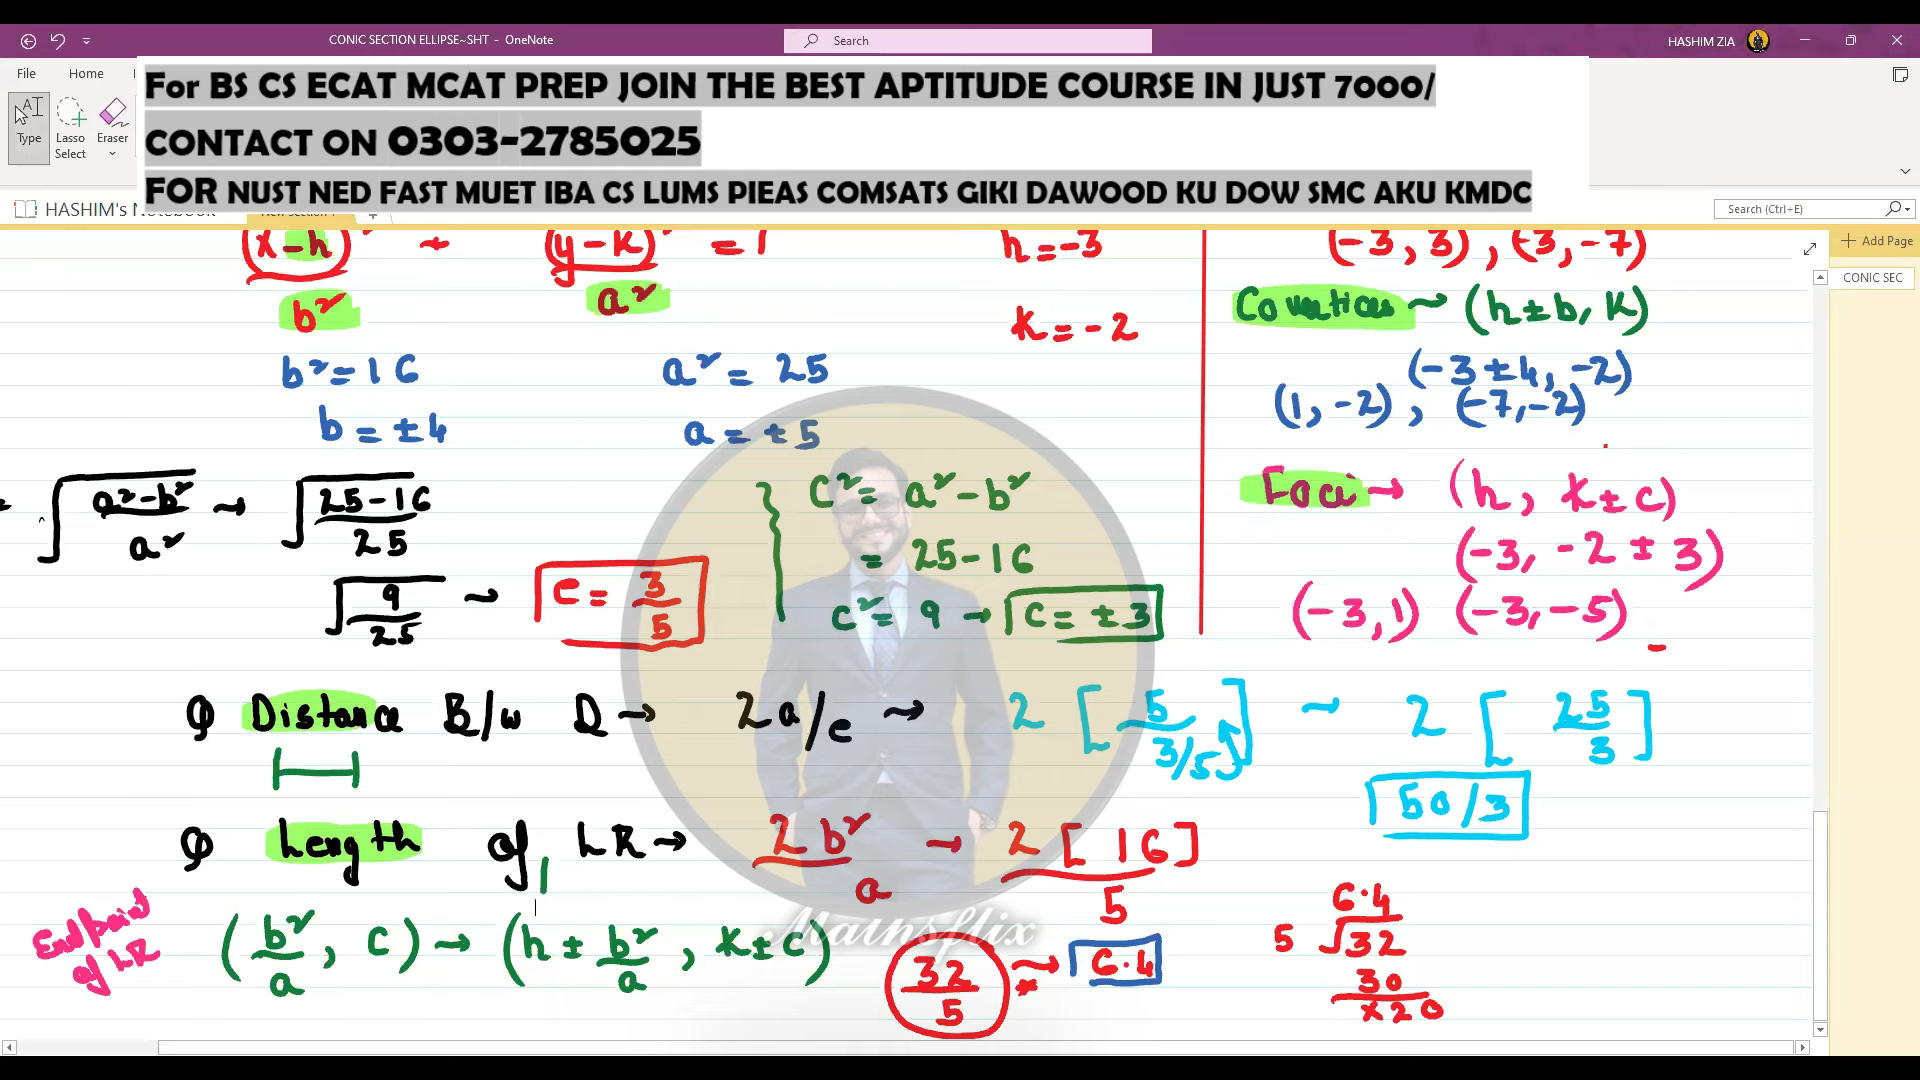 CONIC SECTION ELLIPSE~SHT - OneNote
Search
HASHIM ZIA
File
Home
Type
Lasso Select
Eraser
For BS CS ECAT MCAT PREP JOIN THE BEST APTITUDE COURSE IN JUST 7000/
CONTACT ON 0303-2785025
FOR NUST NED FAST MUET IBA CS LUMS PIEAS COMSATS GIKI DAWOOD KU DOW SMC AKU KMDC
HASHIM's Notebook
Search (Ctrl+E)
Add Page
CONIC SEC
(x-h)² + (y-k)² = 1
b² a²
h = -3
k = -2
b² = 16 a² = 25
b = ±4 a = ±5
√(a²-b²)/a² → √(25-16)/25
√9/25 → e = 3/5
c² = a² - b²
= 25-16
c² = 9 → c = ±3
(-3, 3), (-3, -7)
Covertices → (h±b, k)
(-3±4, -2)
(1, -2), (-7, -2)
Foci → (h, k±c)
(-3, -2±3)
(-3, 1) (-3, -5)
Distance B/w D → 2a/e → 2[5/3/5] → 2[25/3]
50/3
Length of LR → 2b²/a → 2[16]/5
32/5 → 6.4
6.4
5 √32
30
×20
Endpoint of LR
(b²/a, c) → (h ± b²/a, k±c)
Mathsflix